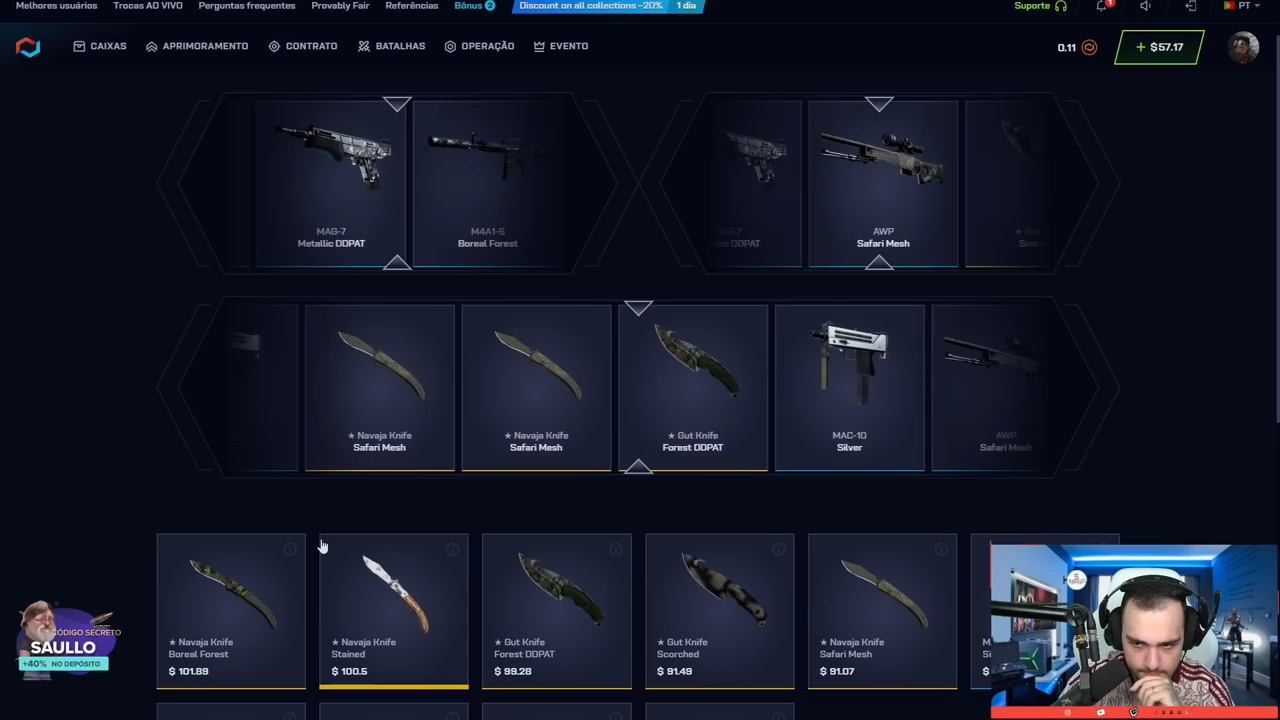 Melhores usuários Trocas AO VIVO Perguntas frequentes Provably Fair Referências Bônus 2 Discount on all collections –20% 1 dia Suporte 1 PT
CAIXAS APRIMORAMENTO CONTRATO BATALHAS OPERAÇÃO EVENTO 0.11 + $57.17
MAG-7
Metallic DDPAT
M4A1-S
Boreal Forest
AWP
Safari Mesh
★ Navaja Knife
Safari Mesh
★ Navaja Knife
Safari Mesh
★ Gut Knife
Forest DDPAT
MAC-10
Silver
AWP
Safari Mesh
★ Navaja Knife
Boreal Forest
$ 101.89
★ Navaja Knife
Stained
$ 100.5
★ Gut Knife
Forest DDPAT
$ 99.28
★ Gut Knife
Scorched
$ 91.49
★ Navaja Knife
Safari Mesh
$ 91.07
CÓDIGO SECRETO
SAULLO
+40% NO DEPÓSITO